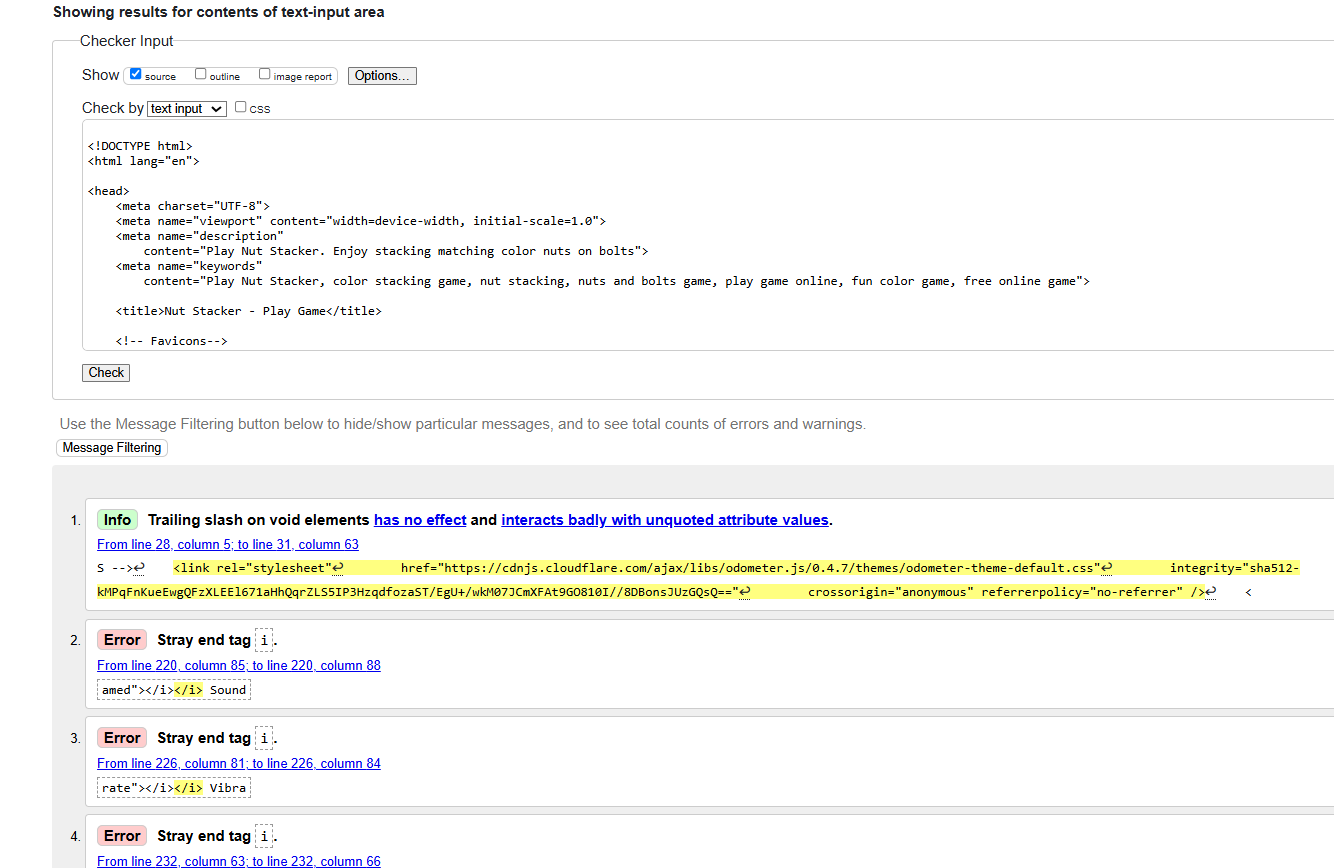 Showing results for contents of text-input area
Checker Input
Show source outline image report Options...
Check by text input css
<!DOCTYPE html>
<html lang="en">
<head>
<meta charset="UTF-8">
<meta name="viewport" content="width=device-width, initial-scale=1.0">
<meta name="description"
content="Play Nut Stacker. Enjoy stacking matching color nuts on bolts">
<meta name="keywords"
content="Play Nut Stacker, color stacking game, nut stacking, nuts and bolts game, play game online, fun color game, free online game">
<title>Nut Stacker - Play Game</title>
<!-- Favicons-->
Check
Use the Message Filtering button below to hide/show particular messages, and to see total counts of errors and warnings.
Message Filtering
1. Info Trailing slash on void elements has no effect and interacts badly with unquoted attribute values.
From line 28, column 5; to line 31, column 63
S -->↩ <link rel="stylesheet"↩ href="https://cdnjs.cloudflare.com/ajax/libs/odometer.js/0.4.7/themes/odometer-theme-default.css"↩ integrity="sha512-
kMPqFnKueEwgQFzXLEEl671aHhQqrZLS5IP3HzqdfozaST/EgU+/wkM07JCmXFAt9GO810I//8DBonsJUzGQsQ=="↩ crossorigin="anonymous" referrerpolicy="no-referrer" />↩ <
2. Error Stray end tag i.
From line 220, column 85; to line 220, column 88
amed"></i></i> Sound
3. Error Stray end tag i.
From line 226, column 81; to line 226, column 84
rate"></i></i> Vibra
4. Error Stray end tag i.
From line 232, column 63; to line 232, column 66